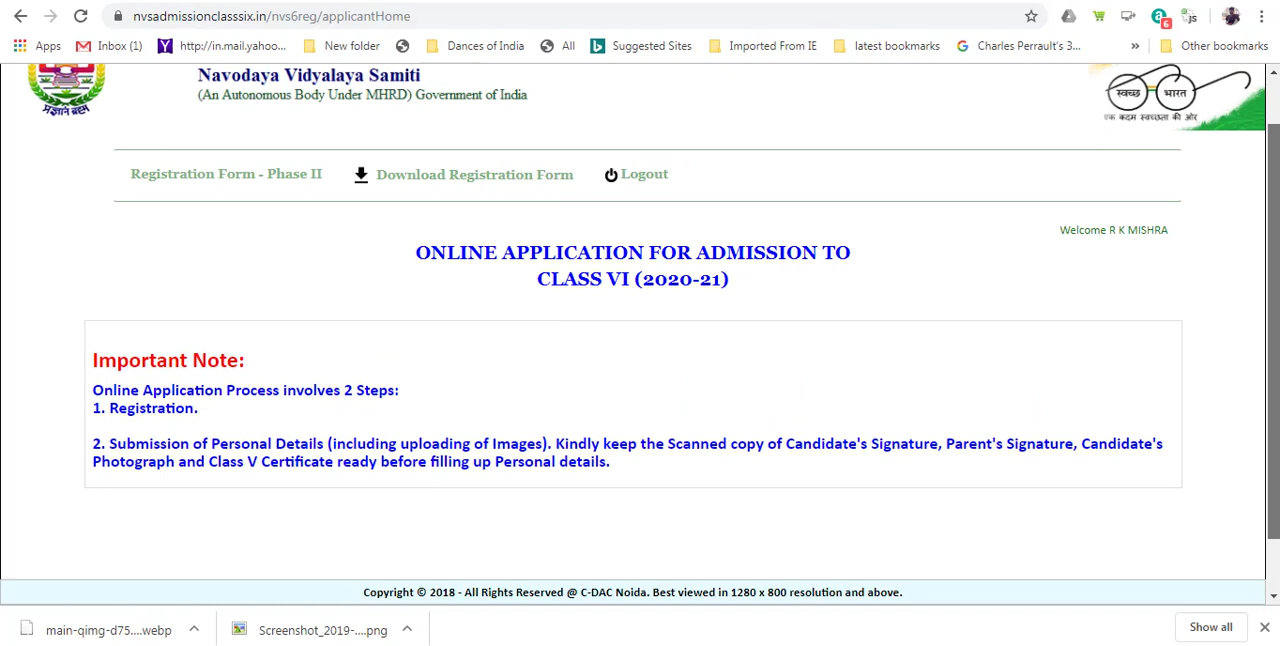 nvsadmissionclasssix.in/nvs6reg/applicantHome
6
js
Apps
Inbox (1)
http://in.mail.yahoo...
New folder
Dances of India
All
Suggested Sites
Imported From IE
latest bookmarks
Charles Perrault's 3...
»
Other bookmarks
प्रज्ञानं ब्रह्म
Navodaya Vidyalaya Samiti
(An Autonomous Body Under MHRD) Government of India
स्वच्छ भारत
एक कदम स्वच्छता की ओर
Registration Form - Phase II
Download Registration Form
Logout
Welcome R K MISHRA
ONLINE APPLICATION FOR ADMISSION TO
CLASS VI (2020-21)
Important Note:
Online Application Process involves 2 Steps:
1. Registration.
2. Submission of Personal Details (including uploading of Images). Kindly keep the Scanned copy of Candidate's Signature, Parent's Signature, Candidate's
Photograph and Class V Certificate ready before filling up Personal details.
Copyright © 2018 - All Rights Reserved @ C-DAC Noida. Best viewed in 1280 x 800 resolution and above.
main-qimg-d75....webp
Screenshot_2019-....png
Show all